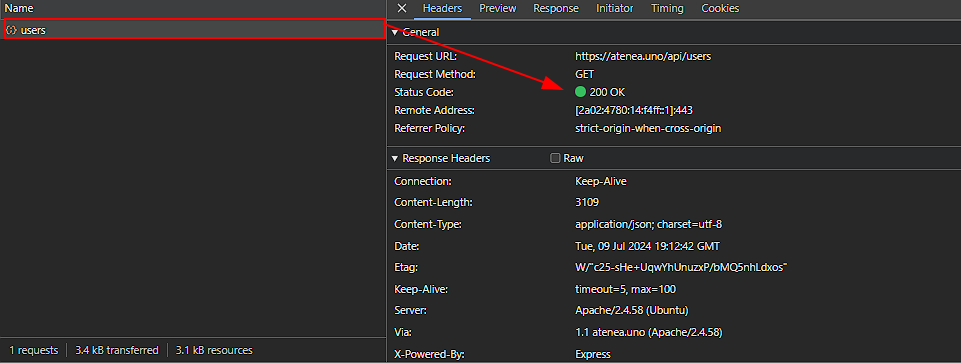 Name
users
1 requests 3.4 kB transferred 3.1 kB resources
Headers Preview Response Initiator Timing Cookies
General
Request URL: https://atenea.uno/api/users
Request Method: GET
Status Code: 200 OK
Remote Address: [2a02:4780:14:f4ff::1]:443
Referrer Policy: strict-origin-when-cross-origin
Response Headers Raw
Connection: Keep-Alive
Content-Length: 3109
Content-Type: application/json; charset=utf-8
Date: Tue, 09 Jul 2024 19:12:42 GMT
Etag: W/"c25-sHe+UqwYhUnuzxP/bMQ5nhLdxos"
Keep-Alive: timeout=5, max=100
Server: Apache/2.4.58 (Ubuntu)
Via: 1.1 atenea.uno (Apache/2.4.58)
X-Powered-By: Express